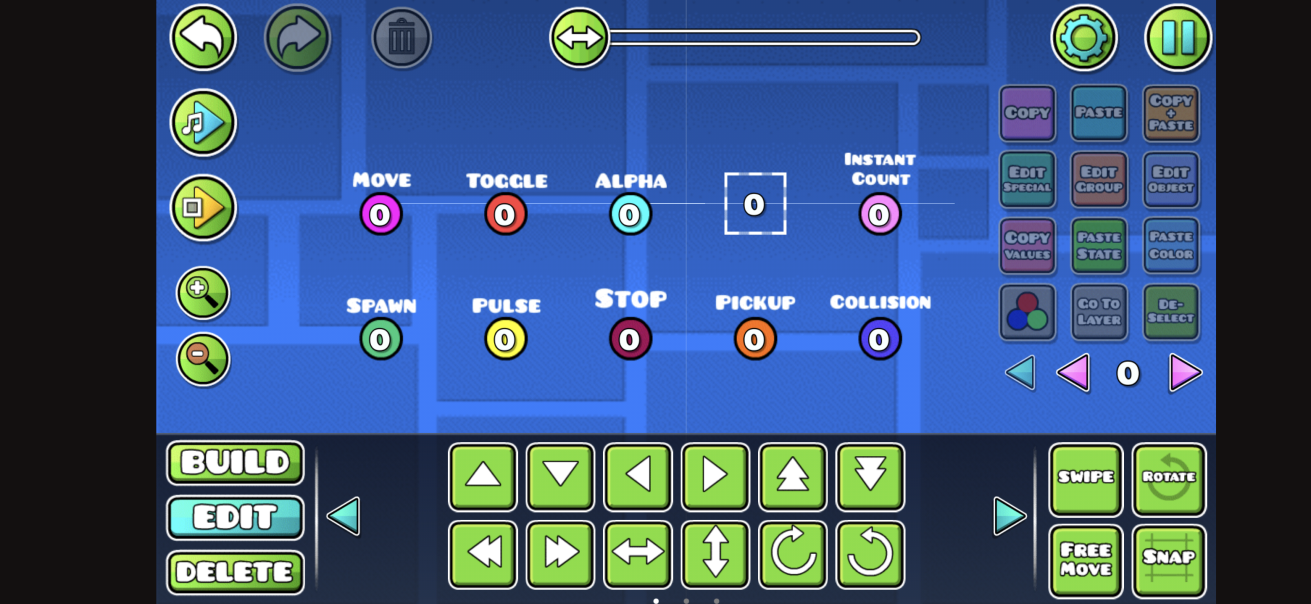 COPY
PASTE
COPY
+
PASTE
INSTANT
COUNT
MOVE
TOGGLE
ALPHA
EDIT
SPECIAL
EDIT
GROUP
EDIT
OBJECT
0
0
0
0
0
COPY
VALUES
PASTE
STATE
PASTE
COLOR
SPAWN
PULSE
STOP
PICKUP
COLLISION
GO TO
LAYER
DE-
SELECT
0
0
0
0
0
0
BUILD
EDIT
DELETE
SWIPE
ROTATE
FREE
MOVE
SNAP